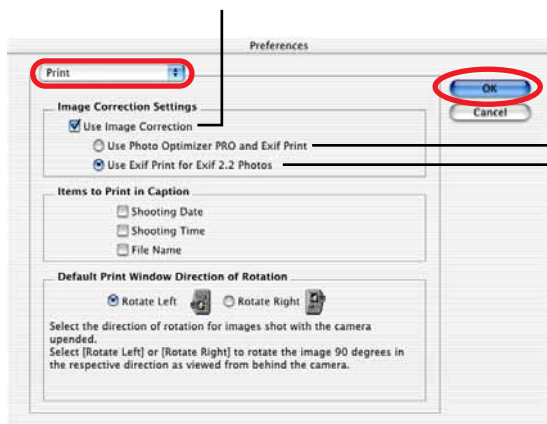 Preferences
Print
OK
Cancel
Image Correction Settings
Use Image Correction
Use Photo Optimizer PRO and Exif Print
Use Exif Print for Exif 2.2 Photos
Items to Print in Caption
Shooting Date
Shooting Time
File Name
Default Print Window Direction of Rotation
Rotate Left
Rotate Right
Select the direction of rotation for images shot with the camera
upended.
Select [Rotate Left] or [Rotate Right] to rotate the image 90 degrees in
the respective direction as viewed from behind the camera.